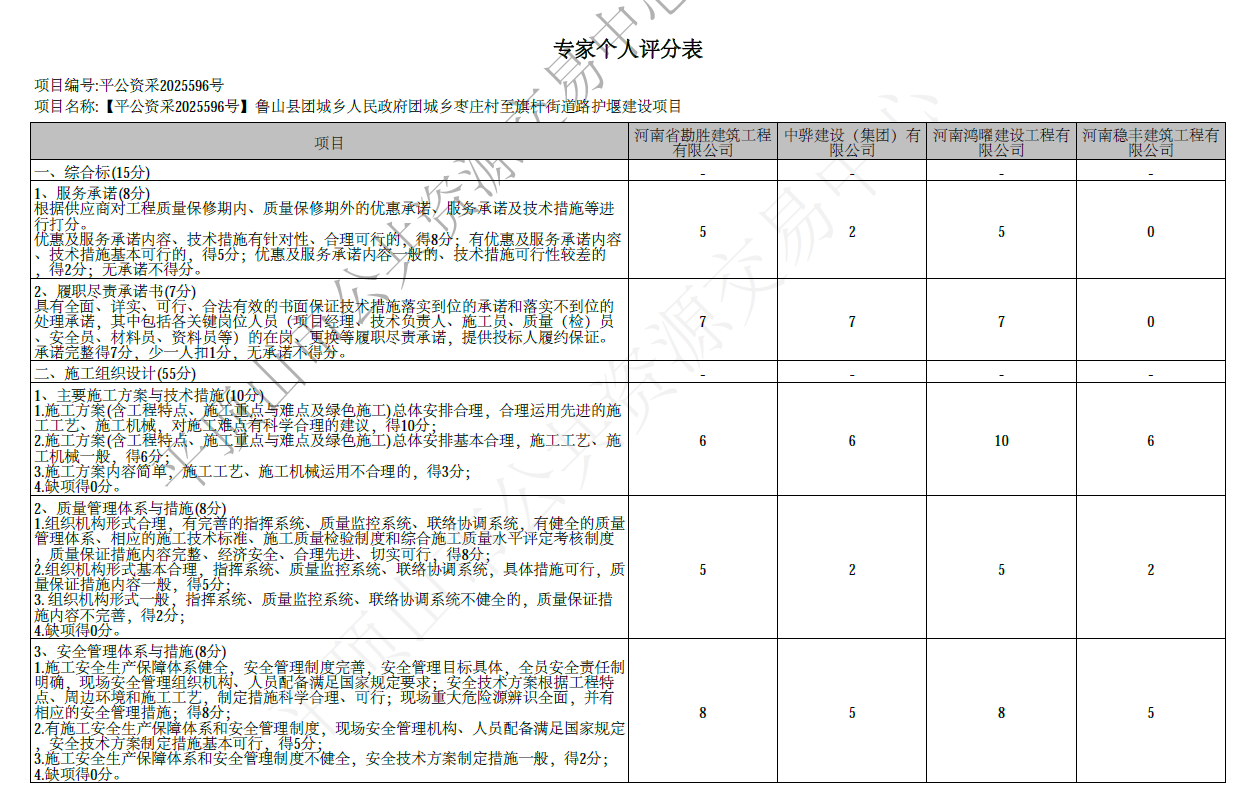 专家个人评分表
项目编号:平公资采2025596号
项目名称:【平公资采2025596号】鲁山县团城乡人民政府团城乡枣庄村至旗杆街道路护堰建设项目
项目 河南省勘胜建筑工程有限公司 中骅建设（集团）有限公司 河南鸿曜建设工程有限公司 河南稳丰建筑工程有限公司
一、综合标(15分) - - - -
1、服务承诺(8分)
根据供应商对工程质量保修期内、质量保修期外的优惠承诺、服务承诺及技术措施等进
行打分。
优惠及服务承诺内容、技术措施有针对性、合理可行的，得8分；有优惠及服务承诺内容
、技术措施基本可行的，得5分；优惠及服务承诺内容一般的、技术措施可行性较差的
，得2分；无承诺不得分。
5 2 5 0
2、履职尽责承诺书(7分)
具有全面、详实、可行、合法有效的书面保证技术措施落实到位的承诺和落实不到位的
处理承诺，其中包括各关键岗位人员（项目经理、技术负责人、施工员、质量（检）员
、安全员、材料员、资料员等）的在岗、更换等履职尽责承诺，提供投标人履约保证。
承诺完整得7分，少一人扣1分，无承诺不得分。
7 7 7 0
二、施工组织设计(55分) - - - -
1、主要施工方案与技术措施(10分)
1.施工方案(含工程特点、施工重点与难点及绿色施工)总体安排合理，合理运用先进的施
工工艺、施工机械，对施工难点有科学合理的建议，得10分；
2.施工方案(含工程特点、施工重点与难点及绿色施工)总体安排基本合理，施工工艺、施
工机械一般，得6分；
3.施工方案内容简单，施工工艺、施工机械运用不合理的，得3分；
4.缺项得0分。
6 6 10 6
2、质量管理体系与措施(8分)
1.组织机构形式合理，有完善的指挥系统、质量监控系统、联络协调系统，有健全的质量
管理体系、相应的施工技术标准、施工质量检验制度和综合施工质量水平评定考核制度
，质量保证措施内容完整、经济安全、合理先进、切实可行，得8分；
2.组织机构形式基本合理，指挥系统、质量监控系统、联络协调系统，具体措施可行，质
量保证措施内容一般，得5分；
3. 组织机构形式一般，指挥系统、质量监控系统、联络协调系统不健全的，质量保证措
施内容不完善，得2分；
4.缺项得0分。
5 2 5 2
3、安全管理体系与措施(8分)
1.施工安全生产保障体系健全，安全管理制度完善，安全管理目标具体，全员安全责任制
明确，现场安全管理组织机构、人员配备满足国家规定要求；安全技术方案根据工程特
点、周边环境和施工工艺，制定措施科学合理、可行；现场重大危险源辨识全面，并有
相应的安全管理措施；得8分；
2.有施工安全生产保障体系和安全管理制度，现场安全管理机构、人员配备满足国家规定
，安全技术方案制定措施基本可行，得5分；
3.施工安全生产保障体系和安全管理制度不健全，安全技术方案制定措施一般，得2分；
4.缺项得0分。
8 5 8 5
平顶山市公共资源交易中心
平顶山市公共资源交易中心